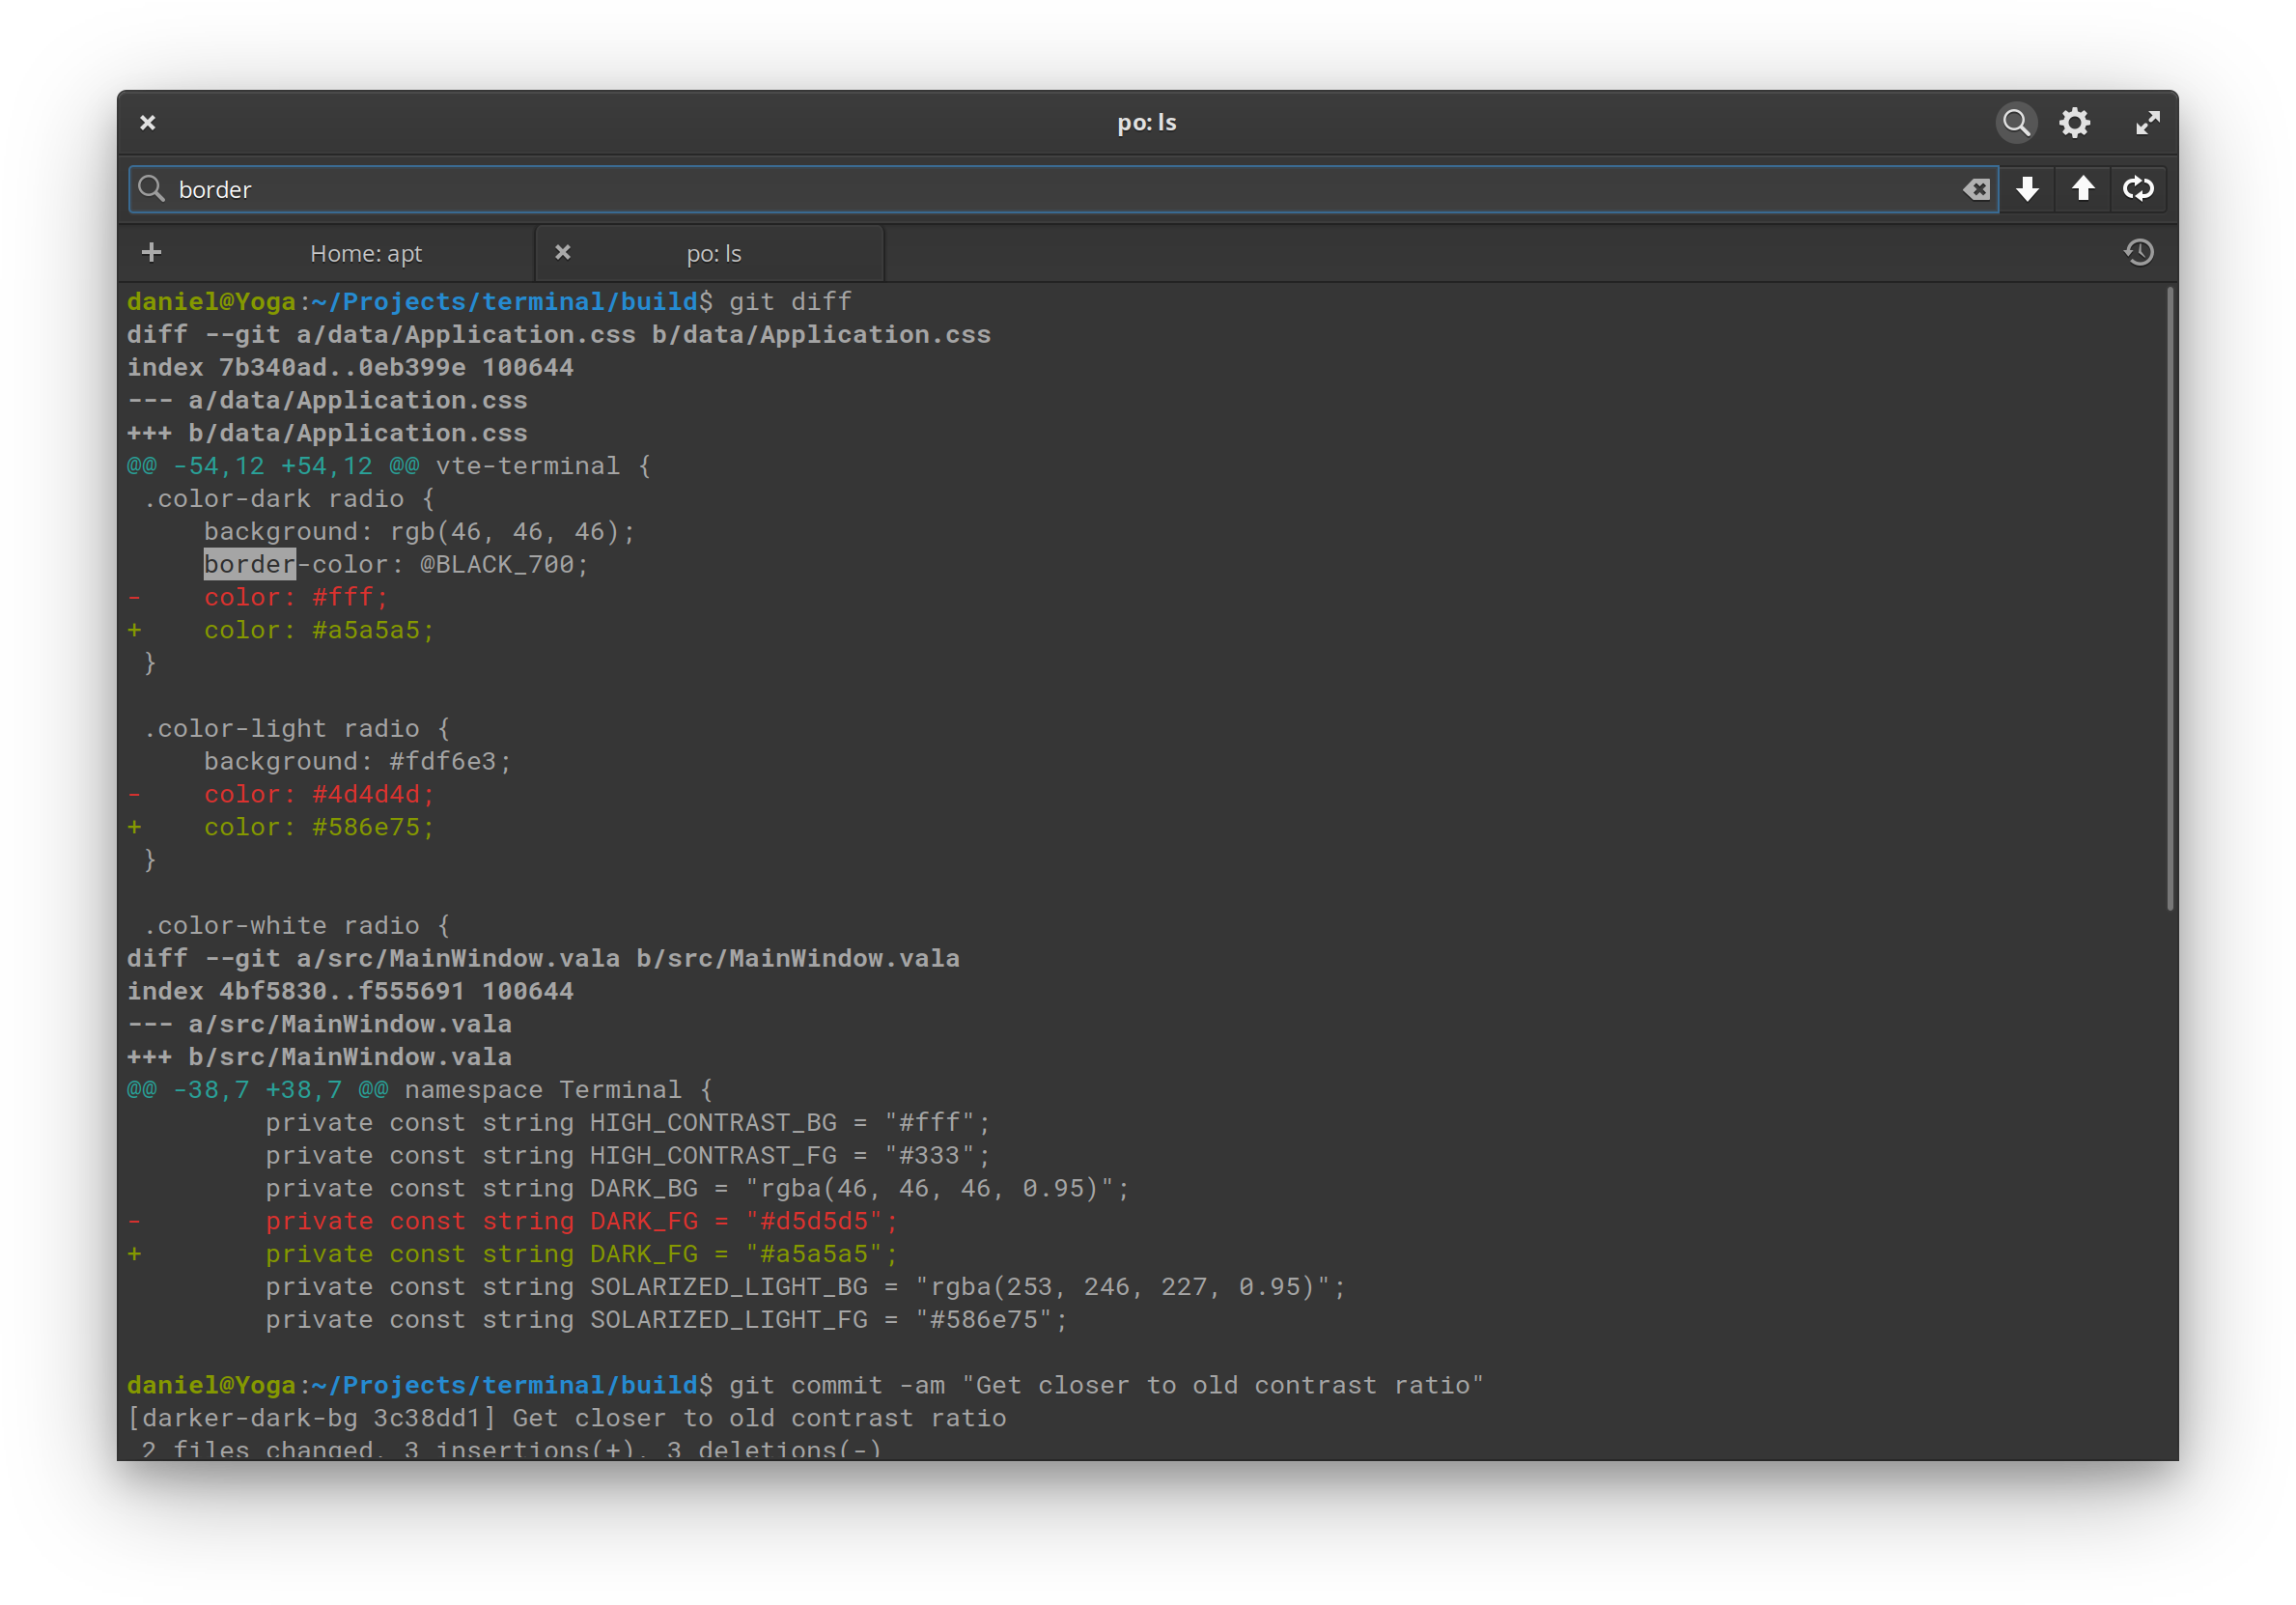 po: ls
border
Home: apt
po: ls
daniel@Yoga:~/Projects/terminal/build$ git diff
diff --git a/data/Application.css b/data/Application.css
index 7b340ad..0eb399e 100644
--- a/data/Application.css
+++ b/data/Application.css
@@ -54,12 +54,12 @@ vte-terminal {
 .color-dark radio {
     background: rgb(46, 46, 46);
     border-color: @BLACK_700;
-    color: #fff;
+    color: #a5a5a5;
 }
 .color-light radio {
     background: #fdf6e3;
-    color: #4d4d4d;
+    color: #586e75;
 }
 .color-white radio {
diff --git a/src/MainWindow.vala b/src/MainWindow.vala
index 4bf5830..f555691 100644
--- a/src/MainWindow.vala
+++ b/src/MainWindow.vala
@@ -38,7 +38,7 @@ namespace Terminal {
         private const string HIGH_CONTRAST_BG = "#fff";
         private const string HIGH_CONTRAST_FG = "#333";
         private const string DARK_BG = "rgba(46, 46, 46, 0.95)";
-        private const string DARK_FG = "#d5d5d5";
+        private const string DARK_FG = "#a5a5a5";
         private const string SOLARIZED_LIGHT_BG = "rgba(253, 246, 227, 0.95)";
         private const string SOLARIZED_LIGHT_FG = "#586e75";
daniel@Yoga:~/Projects/terminal/build$ git commit -am "Get closer to old contrast ratio"
[darker-dark-bg 3c38dd1] Get closer to old contrast ratio
 2 files changed, 3 insertions(+), 3 deletions(-)